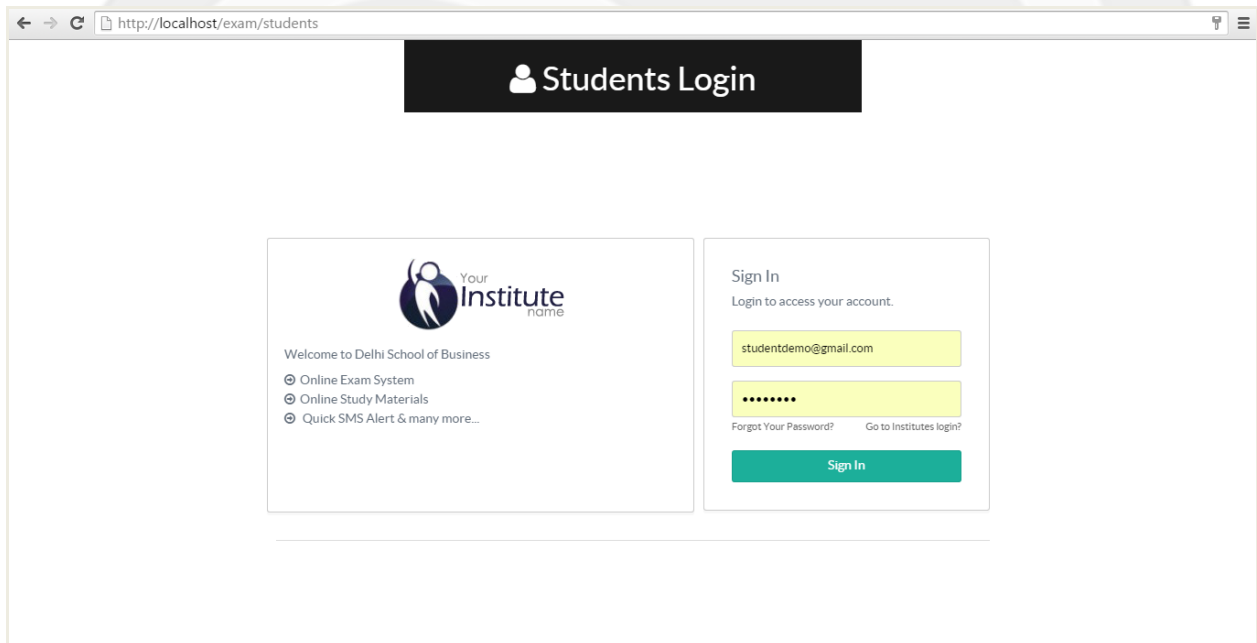 http://localhost/exam/students
Students Login
Your
Institute
name
Welcome to Delhi School of Business
Online Exam System
Online Study Materials
Quick SMS Alert & many more...
Sign In
Login to access your account.
studentdemo@gmail.com
••••••••
Forgot Your Password? Go to Institutes login?
Sign In